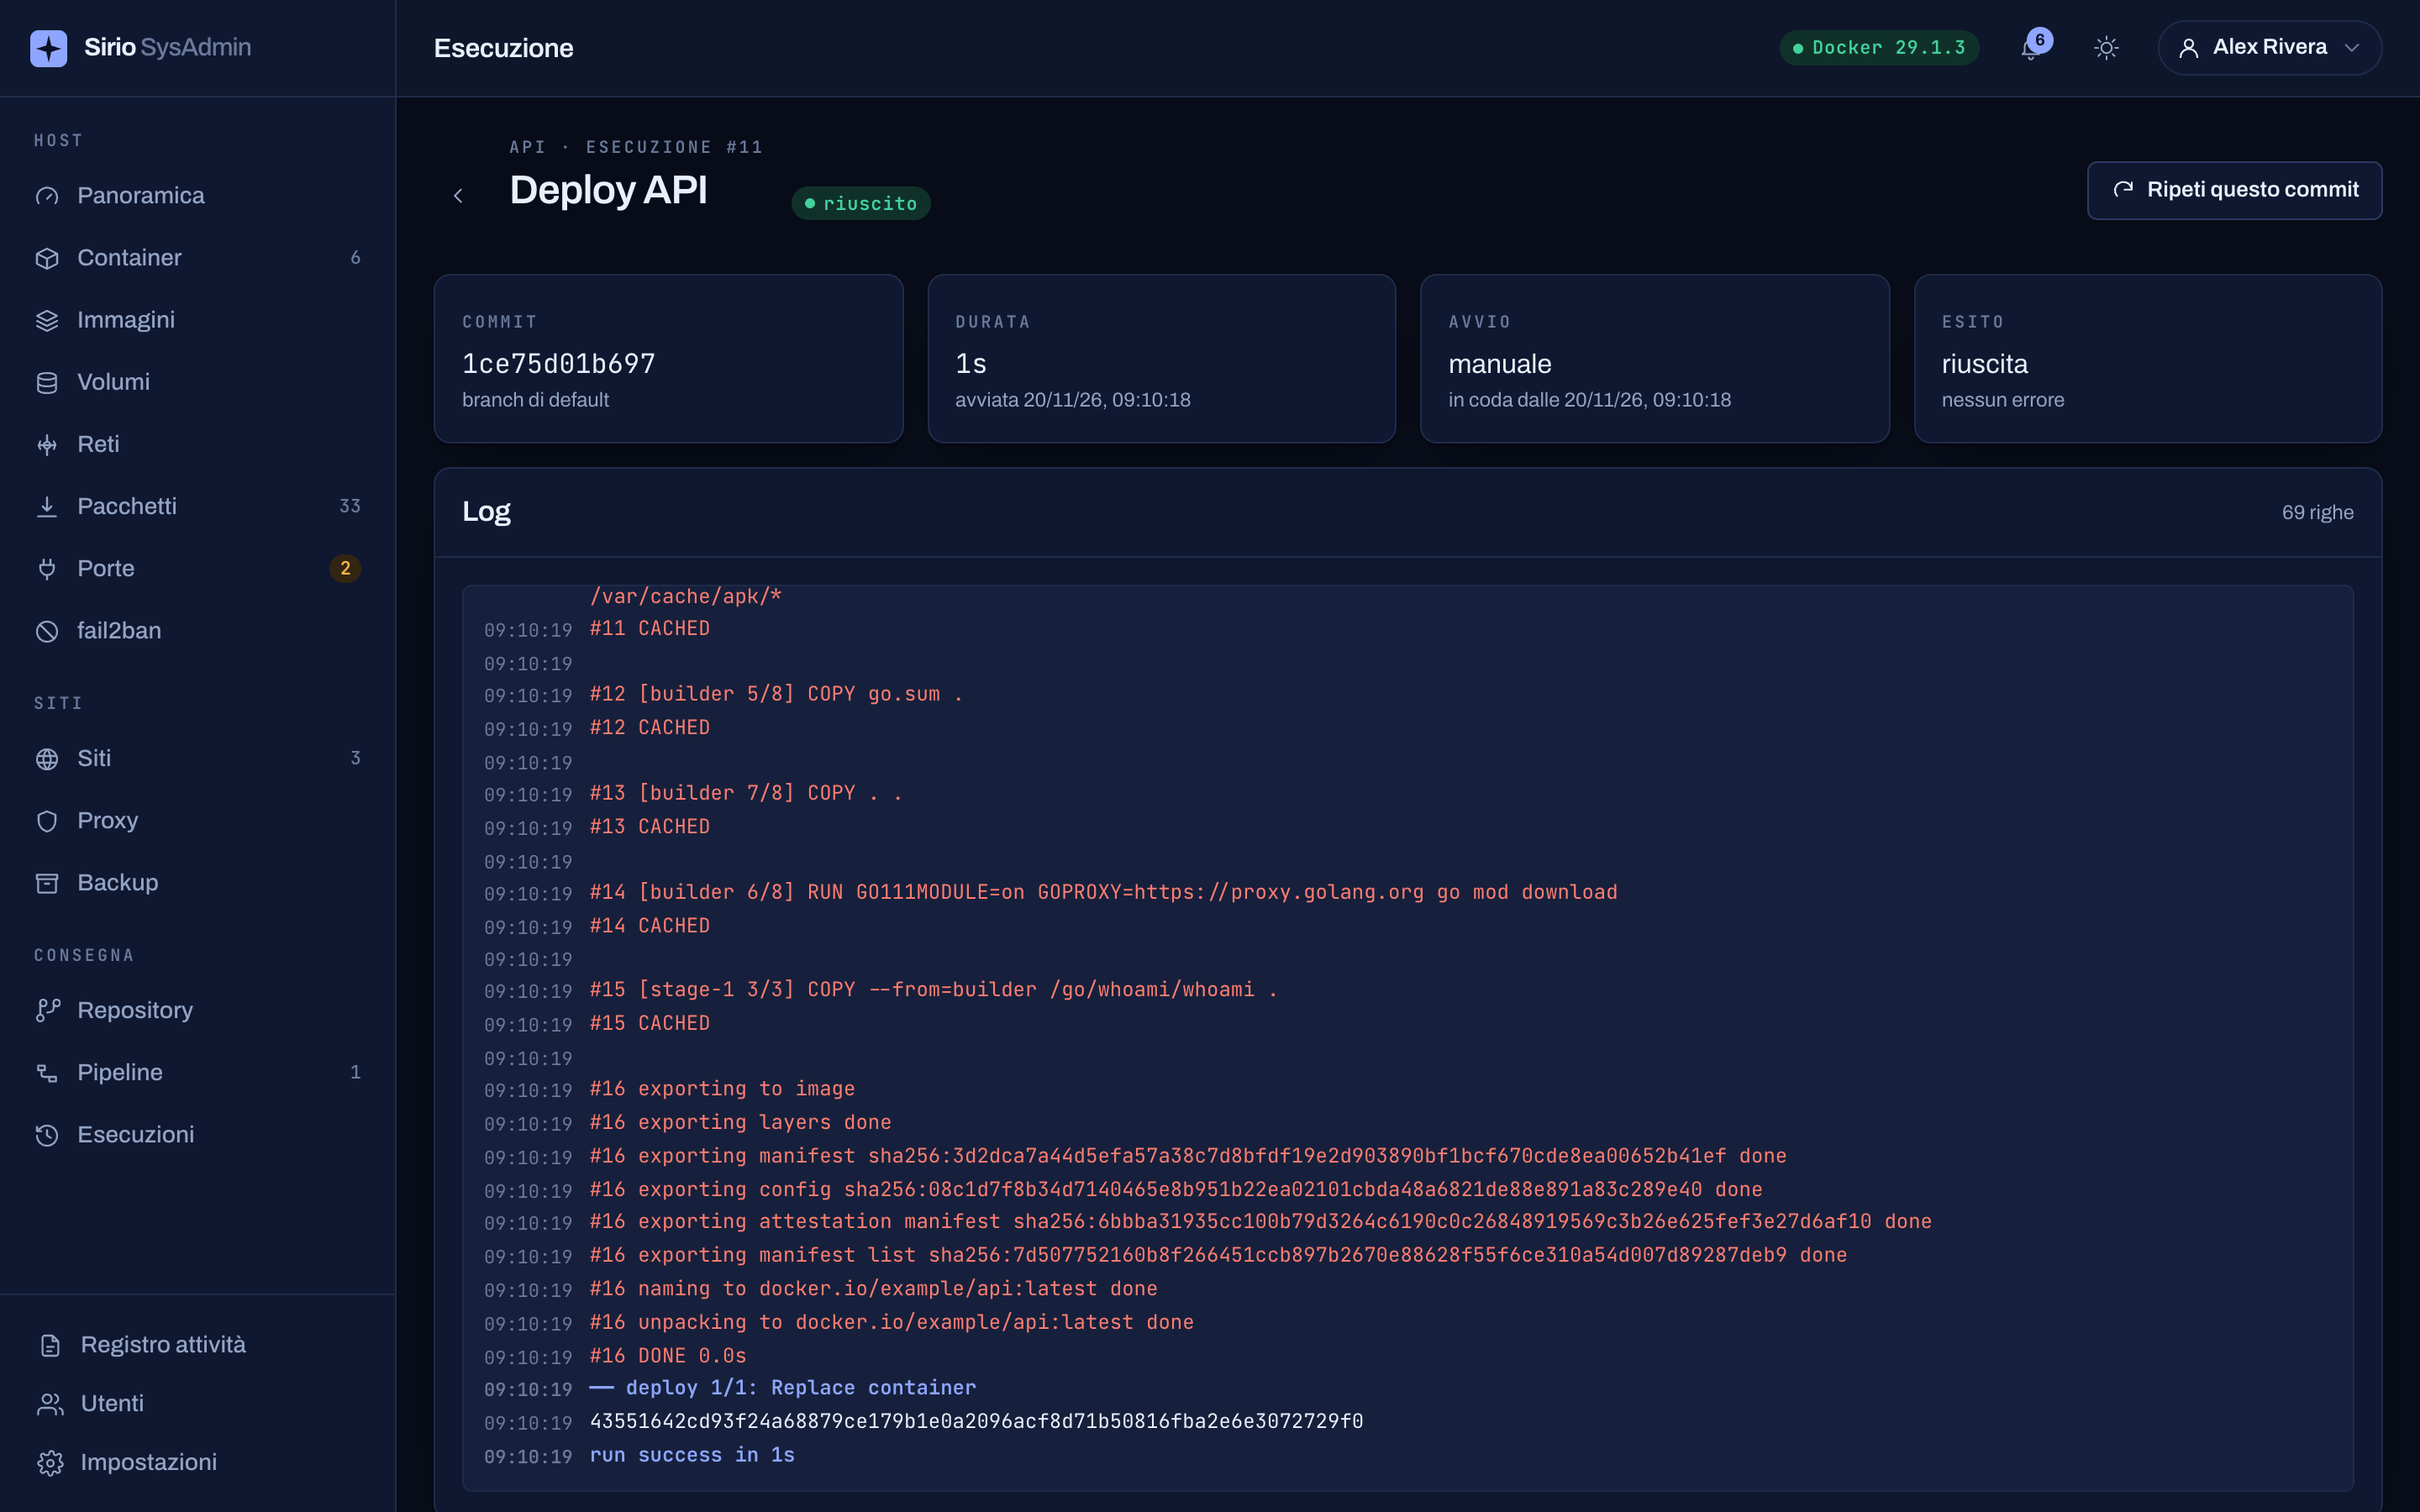 Sirio SysAdmin
Esecuzione
Docker 29.1.3
6
Alex Rivera
HOST
Panoramica
Container 6
Immagini
Volumi
Reti
Pacchetti 33
Porte 2
fail2ban
SITI
Siti 3
Proxy
Backup
CONSEGNA
Repository
Pipeline 1
Esecuzioni
Registro attività
Utenti
Impostazioni
API · ESECUZIONE #11
Deploy API
riuscito
Ripeti questo commit
COMMIT
1ce75d01b697
branch di default
DURATA
1s
avviata 20/11/26, 09:10:18
AVVIO
manuale
in coda dalle 20/11/26, 09:10:18
ESITO
riuscita
nessun errore
Log
69 righe
/var/cache/apk/*
09:10:19 #11 CACHED
09:10:19
09:10:19 #12 [builder 5/8] COPY go.sum .
09:10:19 #12 CACHED
09:10:19
09:10:19 #13 [builder 7/8] COPY . .
09:10:19 #13 CACHED
09:10:19
09:10:19 #14 [builder 6/8] RUN GO111MODULE=on GOPROXY=https://proxy.golang.org go mod download
09:10:19 #14 CACHED
09:10:19
09:10:19 #15 [stage-1 3/3] COPY --from=builder /go/whoami/whoami .
09:10:19 #15 CACHED
09:10:19
09:10:19 #16 exporting to image
09:10:19 #16 exporting layers done
09:10:19 #16 exporting manifest sha256:3d2dca7a44d5efa57a38c7d8bfdf19e2d903890bf1bcf670cde8ea00652b41ef done
09:10:19 #16 exporting config sha256:08c1d7f8b34d7140465e8b951b22ea02101cbda48a6821de88e891a83c289e40 done
09:10:19 #16 exporting attestation manifest sha256:6bbba31935cc100b79d3264c6190c0c26848919569c3b26e625fef3e27d6af10 done
09:10:19 #16 exporting manifest list sha256:7d507752160b8f266451ccb897b2670e88628f55f6ce310a54d007d89287deb9 done
09:10:19 #16 naming to docker.io/example/api:latest done
09:10:19 #16 unpacking to docker.io/example/api:latest done
09:10:19 #16 DONE 0.0s
09:10:19 —— deploy 1/1: Replace container
09:10:19 43551642cd93f24a68879ce179b1e0a2096acf8d71b50816fba2e6e3072729f0
09:10:19 run success in 1s